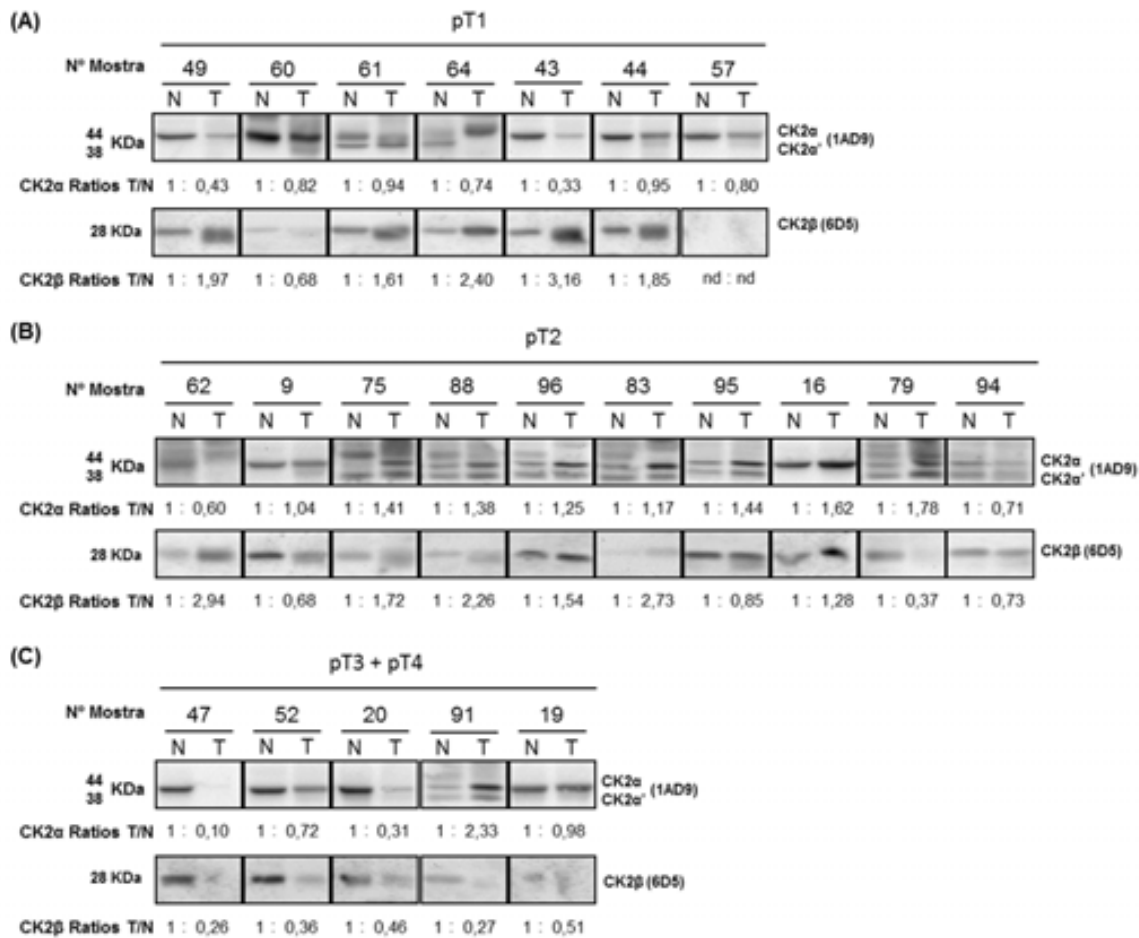 (A)
pT1
Nº Mostra 49 60 61 64 43 44 57
N T N T N T N T N T N T N T
44
38 KDa
CK2α
CK2α' (1AD9)
CK2α Ratios T/N 1 : 0,43 1 : 0,82 1 : 0,94 1 : 0,74 1 : 0,33 1 : 0,95 1 : 0,80
28 KDa CK2β (6D5)
CK2β Ratios T/N 1 : 1,97 1 : 0,68 1 : 1,61 1 : 2,40 1 : 3,16 1 : 1,85 nd : nd
(B)
pT2
Nº Mostra 62 9 75 88 96 83 95 16 79 94
N T N T N T N T N T N T N T N T N T N T
44
38 KDa
CK2α
CK2α' (1AD9)
CK2α Ratios T/N 1 : 0,60 1 : 1,04 1 : 1,41 1 : 1,38 1 : 1,25 1 : 1,17 1 : 1,44 1 : 1,62 1 : 1,78 1 : 0,71
28 KDa CK2β (6D5)
CK2β Ratios T/N 1 : 2,94 1 : 0,68 1 : 1,72 1 : 2,26 1 : 1,54 1 : 2,73 1 : 0,85 1 : 1,28 1 : 0,37 1 : 0,73
(C)
pT3 + pT4
Nº Mostra 47 52 20 91 19
N T N T N T N T N T
44
38 KDa
CK2α
CK2α' (1AD9)
CK2α Ratios T/N 1 : 0,10 1 : 0,72 1 : 0,31 1 : 2,33 1 : 0,98
28 KDa CK2β (6D5)
CK2β Ratios T/N 1 : 0,26 1 : 0,36 1 : 0,46 1 : 0,27 1 : 0,51